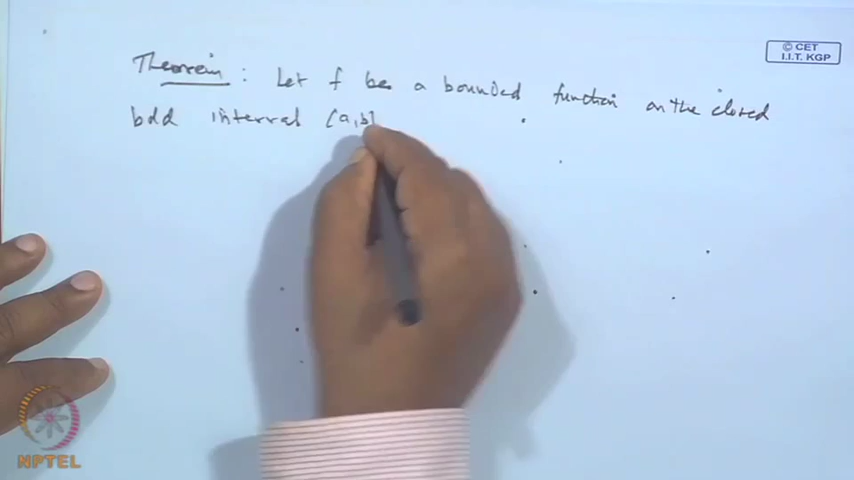 © CET
I.I.T. KGP
Theorem : Let f be a bounded function on the closed
bdd interval [a,b]
NPTEL